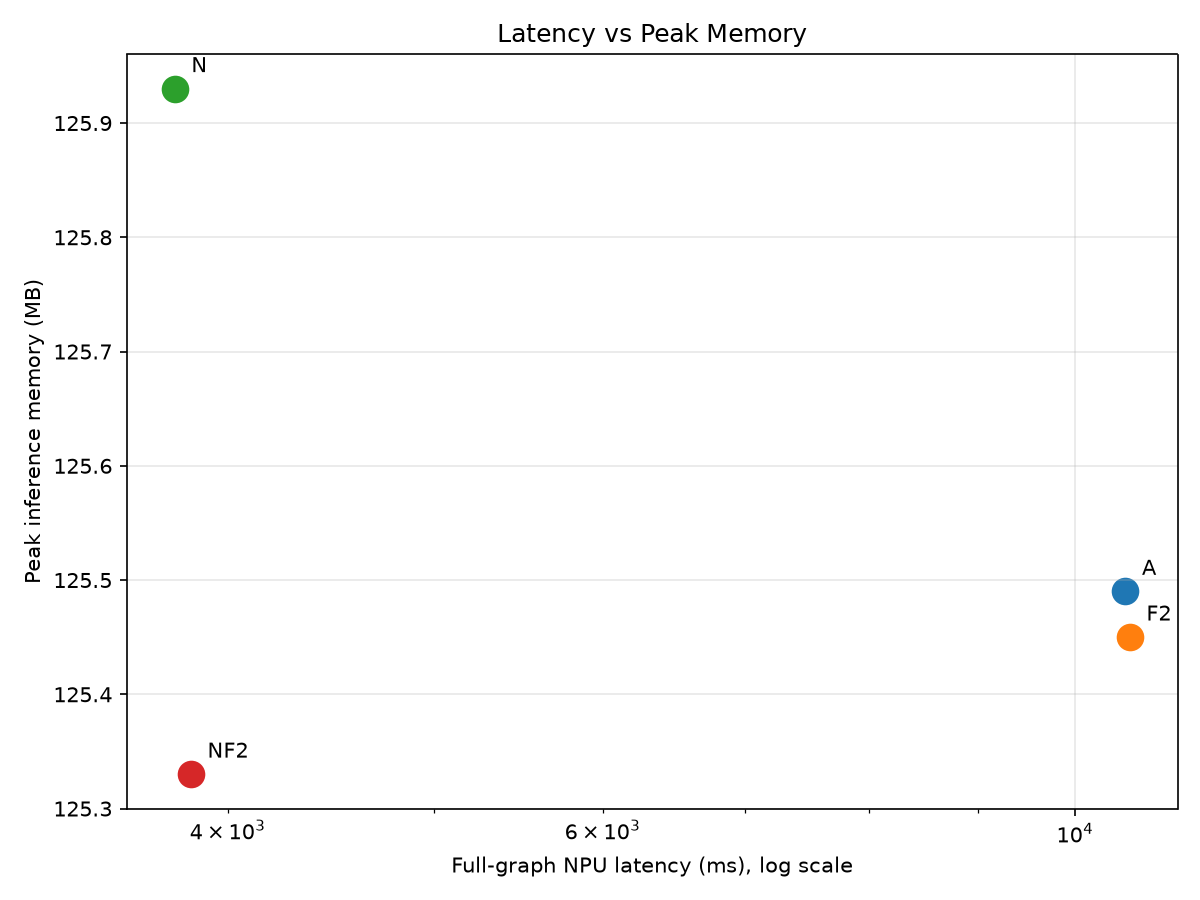 Latency vs Peak Memory
N
125.9
125.8
125.7
125.6
125.5
125.4
125.3
Peak inference memory (MB)
A
F2
NF2
4 × 10³
6 × 10³
10⁴
Full-graph NPU latency (ms), log scale